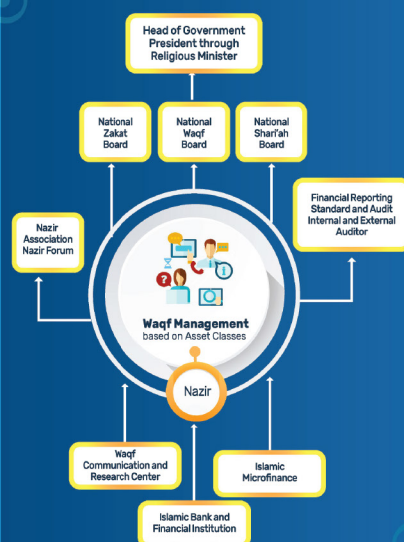 Head of Government
President through
Religious Minister
National
Zakat
Board
National
Waqf
Board
National
Shari'ah
Board
Nazir
Association
Nazir Forum
Financial Reporting
Standard and Audit
Internal and External
Auditor
Waqf Management
based on Asset Classes
Nazir
Waqf
Communication and
Research Center
Islamic
Microfinance
Islamic Bank and
Financial Institution